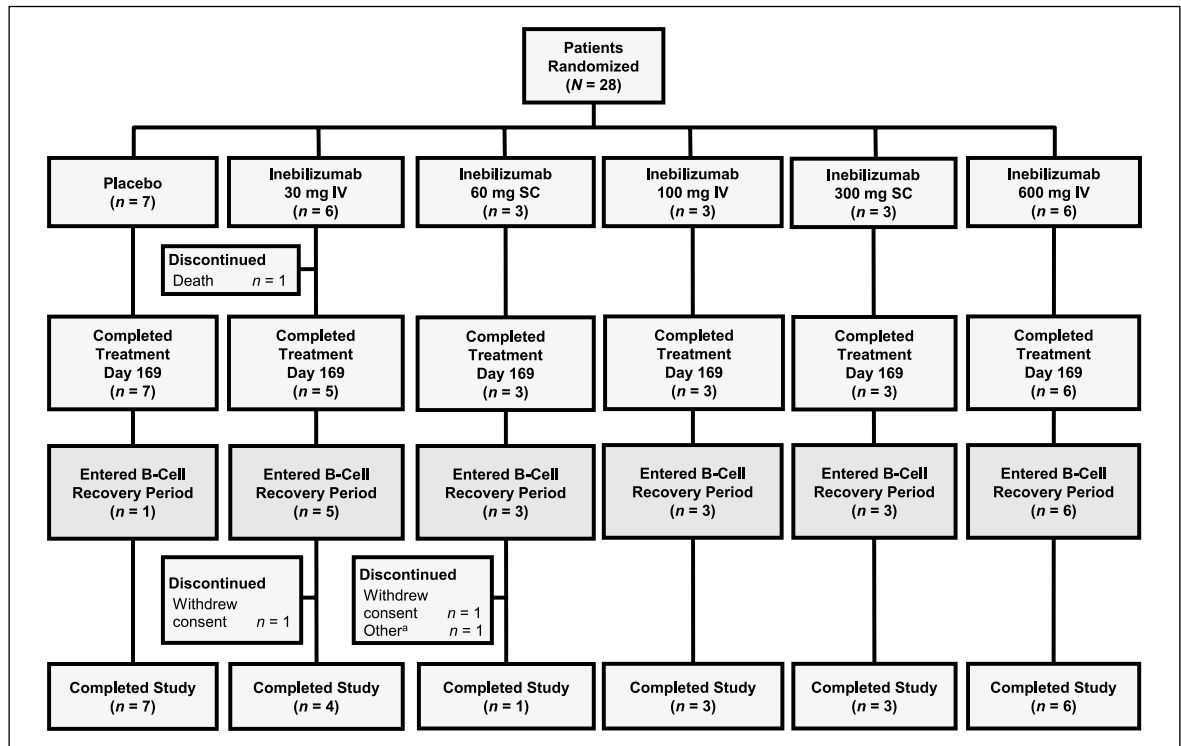 Patients
Randomized
(N = 28)
Placebo
(n = 7)
Inebilizumab
30 mg IV
(n = 6)
Inebilizumab
60 mg SC
(n = 3)
Inebilizumab
100 mg IV
(n = 3)
Inebilizumab
300 mg SC
(n = 3)
Inebilizumab
600 mg IV
(n = 6)
Discontinued
Death n = 1
Completed
Treatment
Day 169
(n = 7)
Completed
Treatment
Day 169
(n = 5)
Completed
Treatment
Day 169
(n = 3)
Completed
Treatment
Day 169
(n = 3)
Completed
Treatment
Day 169
(n = 3)
Completed
Treatment
Day 169
(n = 6)
Entered B-Cell
Recovery Period
(n = 1)
Entered B-Cell
Recovery Period
(n = 5)
Entered B-Cell
Recovery Period
(n = 3)
Entered B-Cell
Recovery Period
(n = 3)
Entered B-Cell
Recovery Period
(n = 3)
Entered B-Cell
Recovery Period
(n = 6)
Discontinued
Withdrew
consent n = 1
Discontinued
Withdrew
consent n = 1
Otherᵃ n = 1
Completed Study
(n = 7)
Completed Study
(n = 4)
Completed Study
(n = 1)
Completed Study
(n = 3)
Completed Study
(n = 3)
Completed Study
(n = 6)